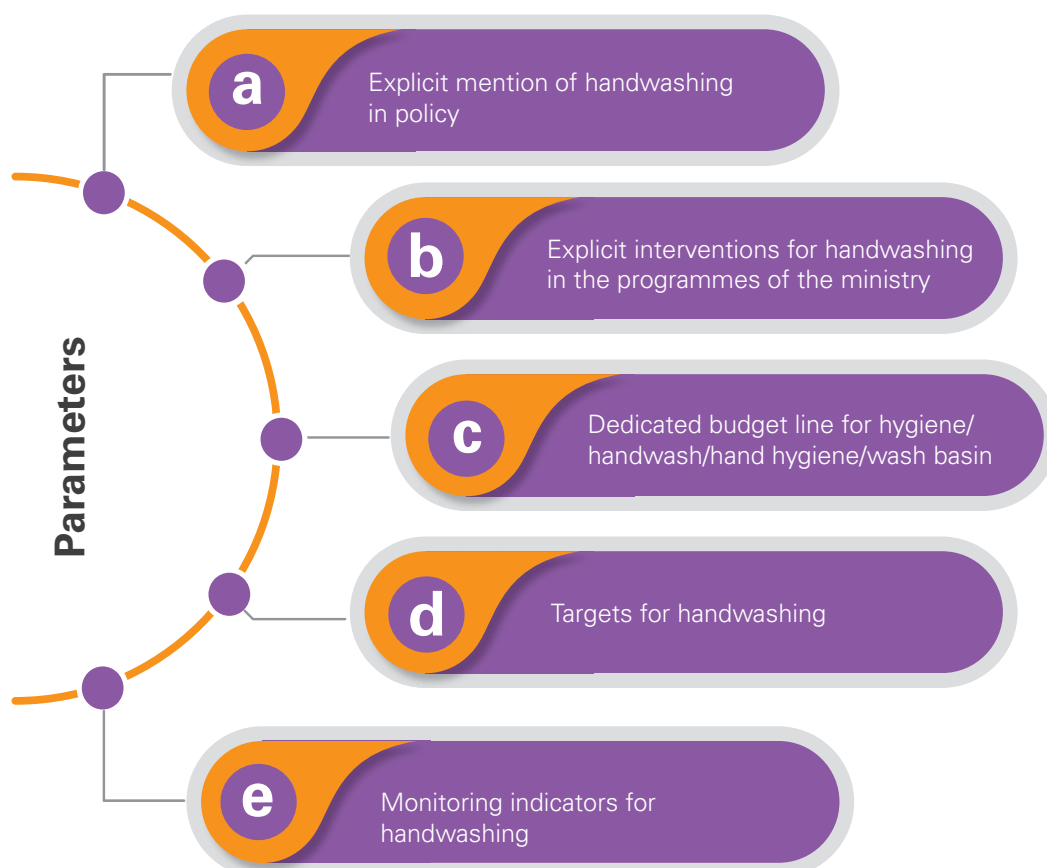 Parameters
a
Explicit mention of handwashing
in policy
b
Explicit interventions for handwashing
in the programmes of the ministry
c
Dedicated budget line for hygiene/
handwash/hand hygiene/wash basin
d
Targets for handwashing
e
Monitoring indicators for
handwashing